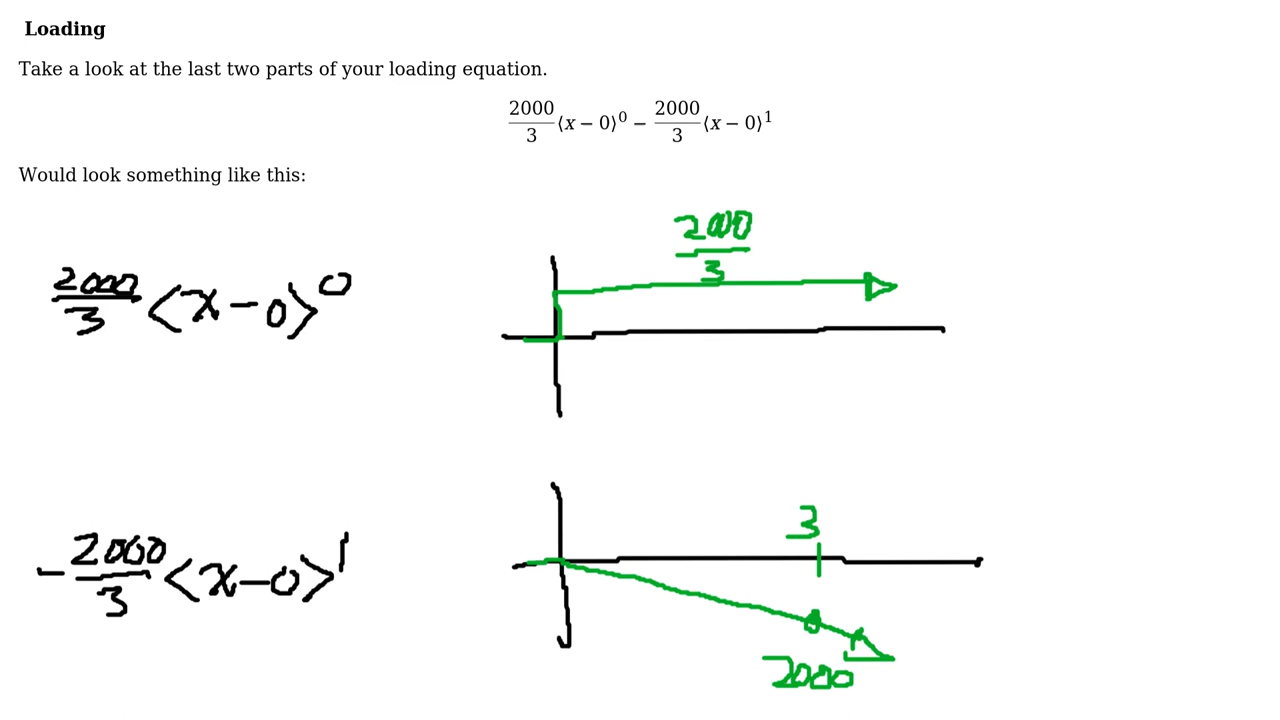 Loading
Take a look at the last two parts of your loading equation.
2000/3 ⟨x − 0⟩^0 − 2000/3 ⟨x − 0⟩^1
Would look something like this:
2000/3
2000/3 <x-0>^0
3
-2000/3 <x-0>^1
2000